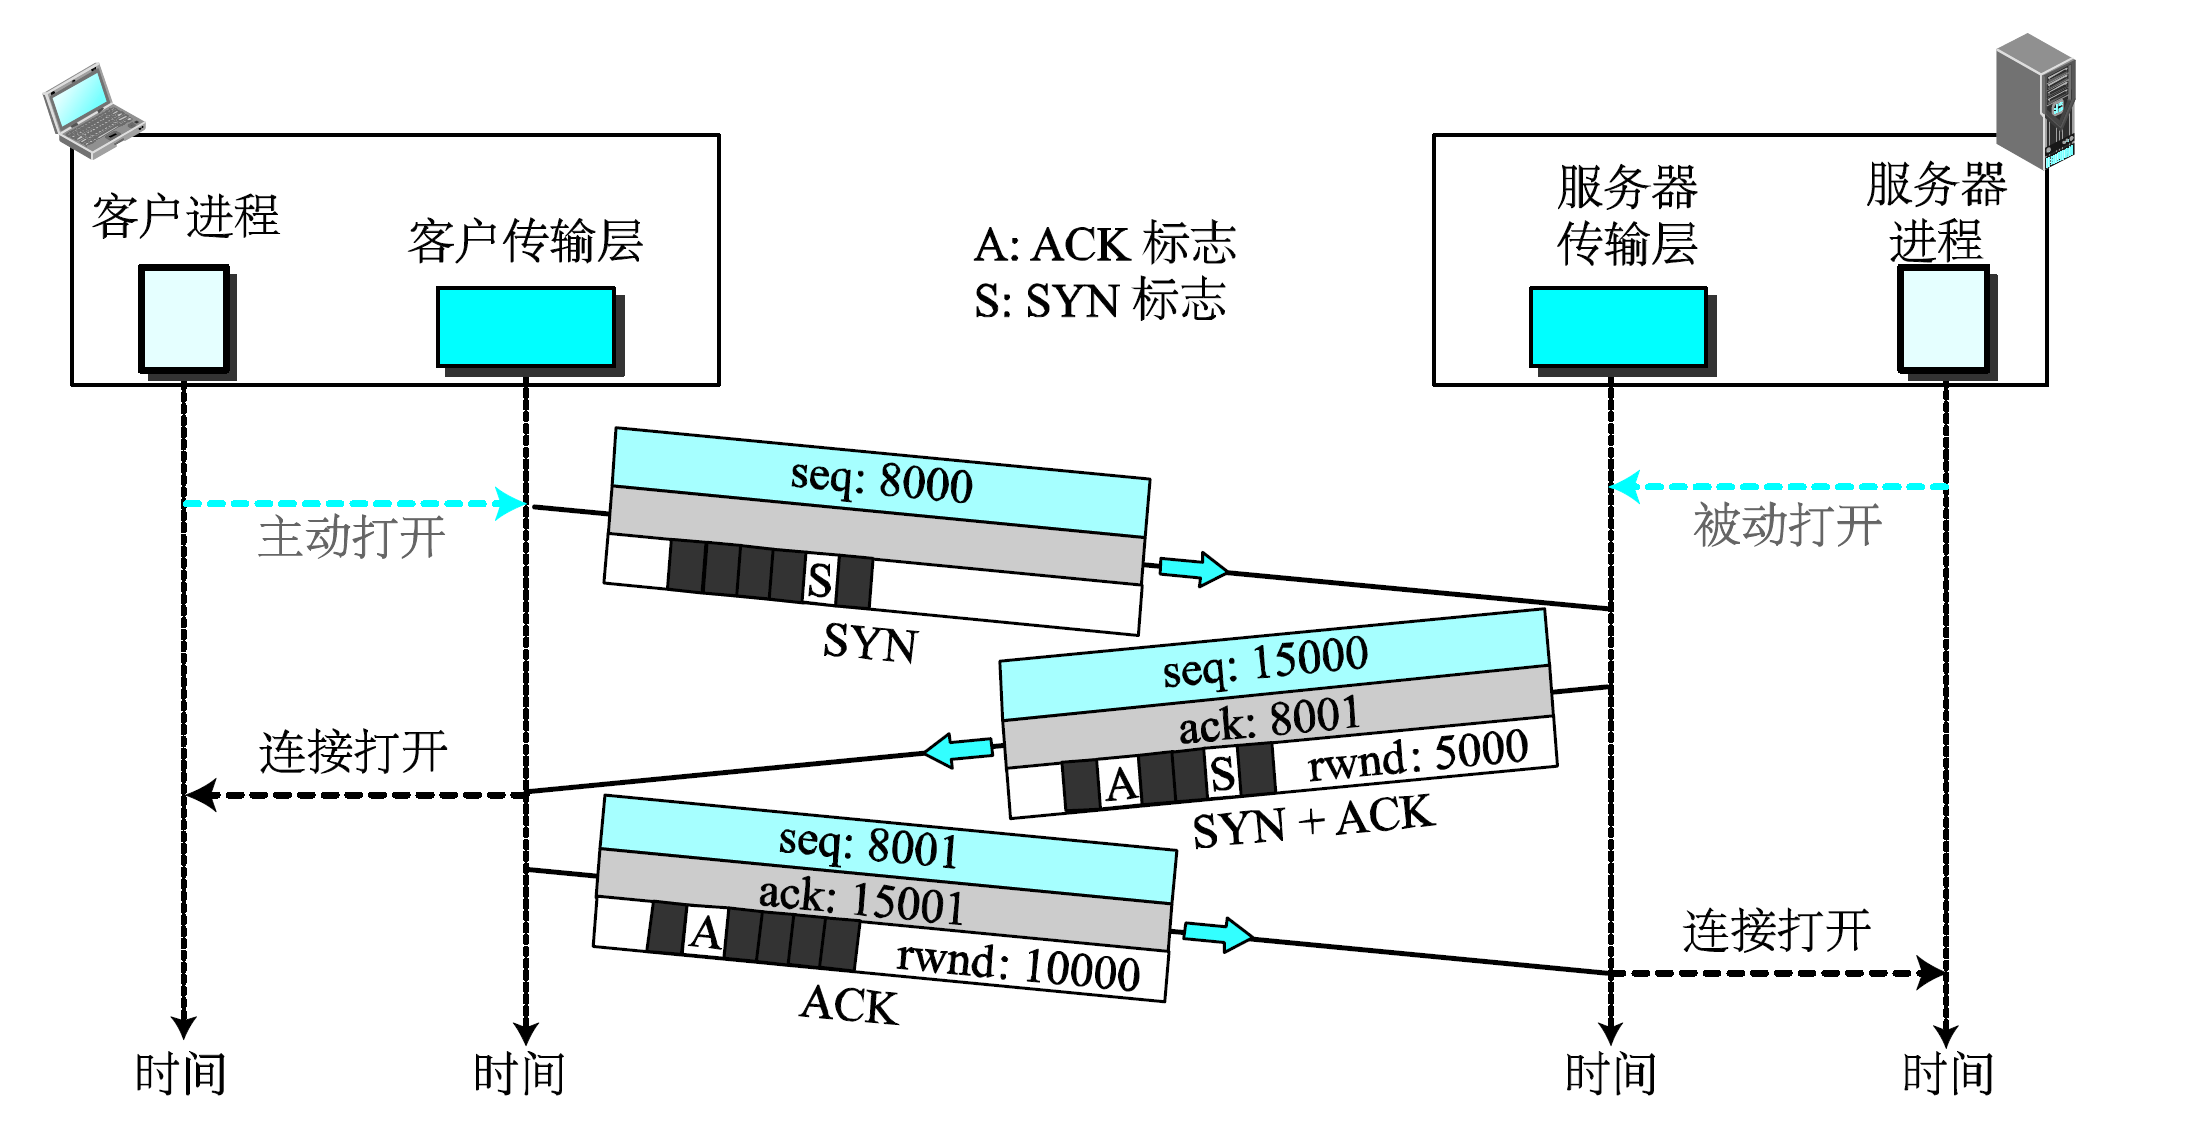 客户进程
客户传输层
A: ACK 标志
S: SYN 标志
服务器
传输层
服务器
进程
主动打开
seq: 8000
S
SYN
被动打开
seq: 15000
ack: 8001
A S rwnd: 5000
SYN + ACK
连接打开
seq: 8001
ack: 15001
A rwnd: 10000
ACK
连接打开
时间
时间
时间
时间